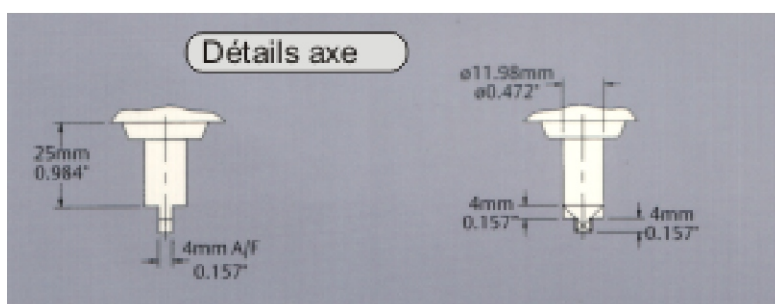 Détails axe
ø11.98mm
ø0.472"
25mm
0.984"
4mm
0.157"
4mm
0.157"
4mm A/F
0.157"